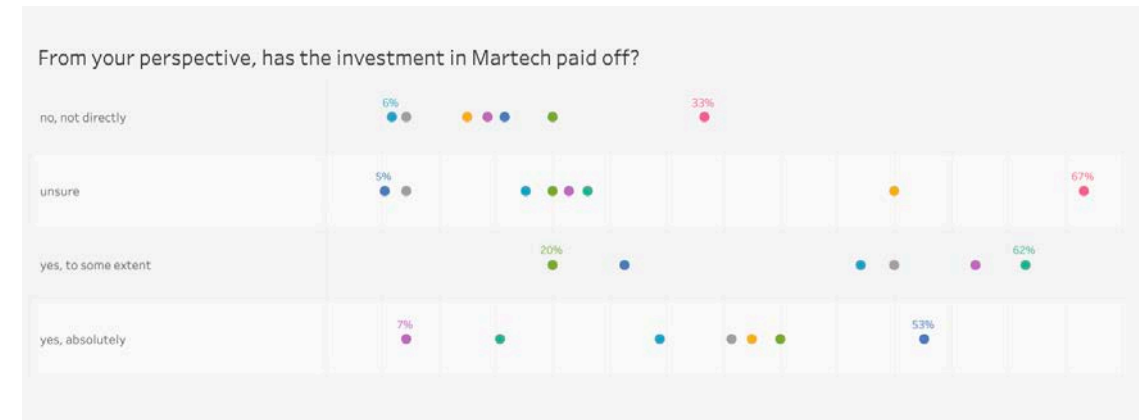 From your perspective, has the investment in Martech paid off?
no, not directly
6%
33%
unsure
5%
67%
yes, to some extent
20%
62%
yes, absolutely
7%
53%